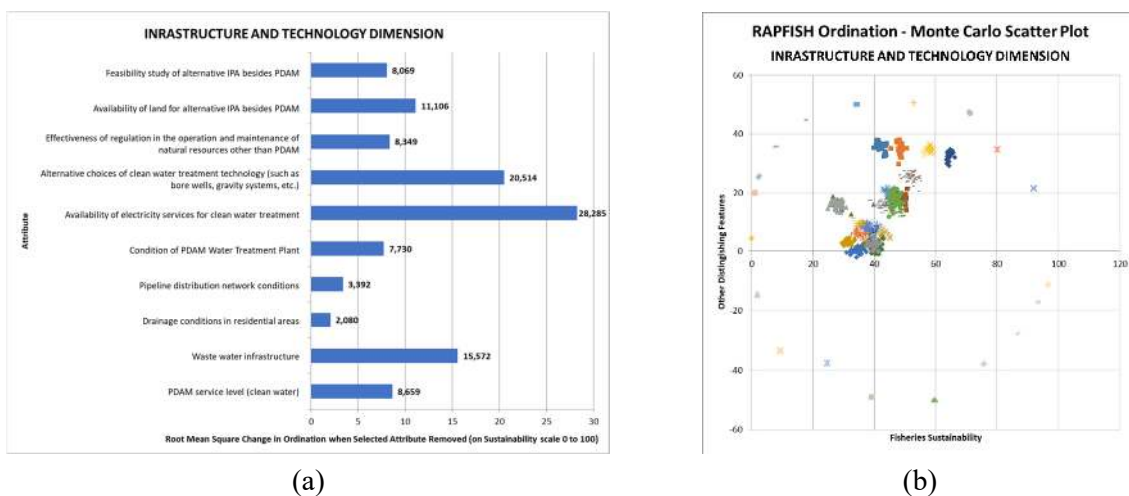 INRASTRUCTURE AND TECHNOLOGY DIMENSION
Attribute
Feasibility study of alternative IPA besides PDAM
8,069
Availability of land for alternative IPA besides PDAM
11,106
Effectiveness of regulation in the operation and maintenance of
natural resources other than PDAM
8,349
Alternative choices of clean water treatment technology (such as
bore wells, gravity systems, etc.)
20,514
Availability of electricity services for clean water treatment
28,285
Condition of PDAM Water Treatment Plant
7,730
Pipeline distribution network conditions
3,392
Drainage conditions in residential areas
2,080
Waste water infrastructure
15,572
PDAM service level (clean water)
8,659
0 5 10 15 20 25 30
Root Mean Square Change in Ordination when Selected Attribute Removed (on Sustainability scale 0 to 100)
(a)
RAPFISH Ordination - Monte Carlo Scatter Plot
INRASTRUCTURE AND TECHNOLOGY DIMENSION
Other Distingishing Features
60
40
20
0
-20
-40
-60
0 20 40 60 80 100 120
Fisheries Sustainability
(b)